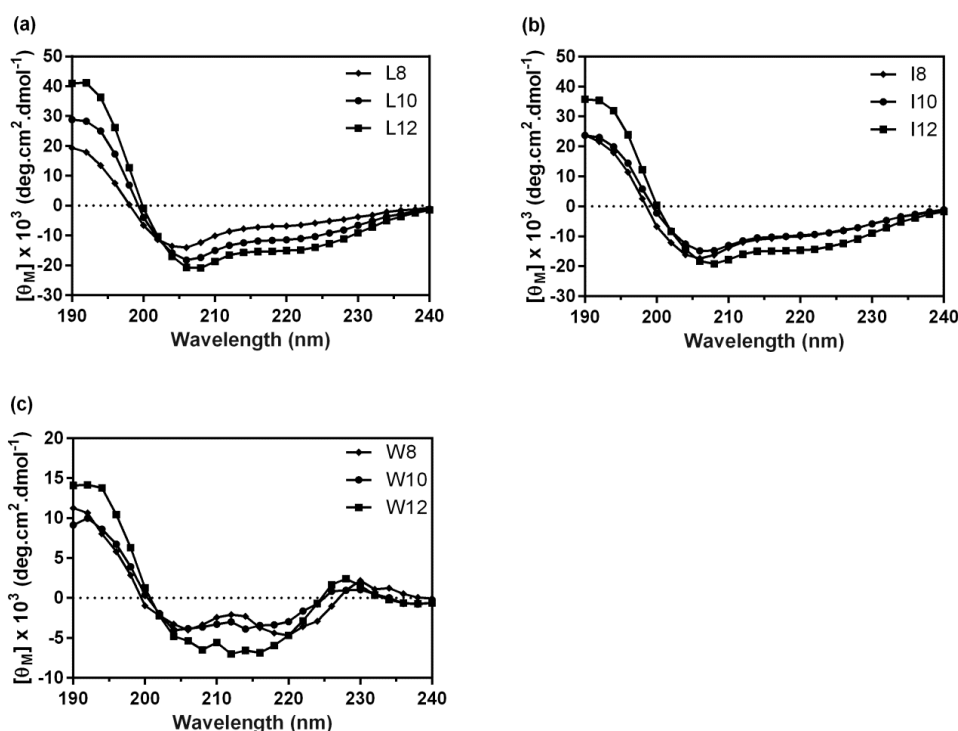 (a)
50
40
30
20
10
0
-10
-20
-30
[θM] x 10³ (deg.cm².dmol⁻¹)
L8
L10
L12
190 200 210 220 230 240
Wavelength (nm)
(b)
50
40
30
20
10
0
-10
-20
-30
[θM] x 10³ (deg.cm².dmol⁻¹)
I8
I10
I12
190 200 210 220 230 240
Wavelength (nm)
(c)
20
15
10
5
0
-5
-10
[θM] x 10³ (deg.cm².dmol⁻¹)
W8
W10
W12
190 200 210 220 230 240
Wavelength (nm)